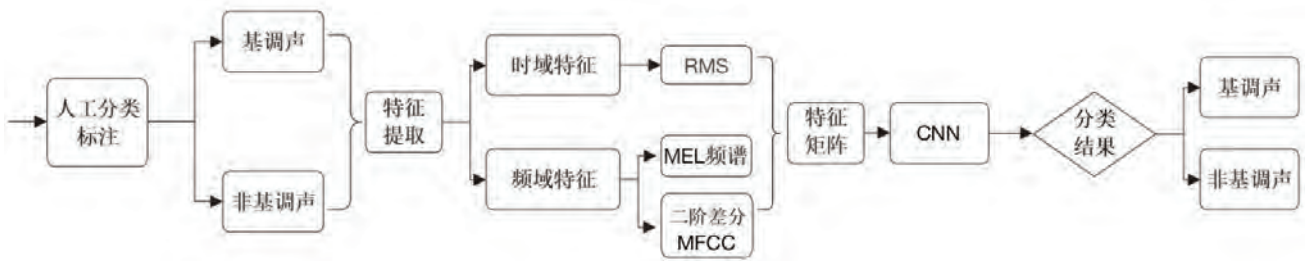 人工分类
标注
基调声
非基调声
特征
提取
时域特征
频域特征
RMS
MEL频谱
二阶差分
MFCC
特征
矩阵
CNN
分类
结果
基调声
非基调声